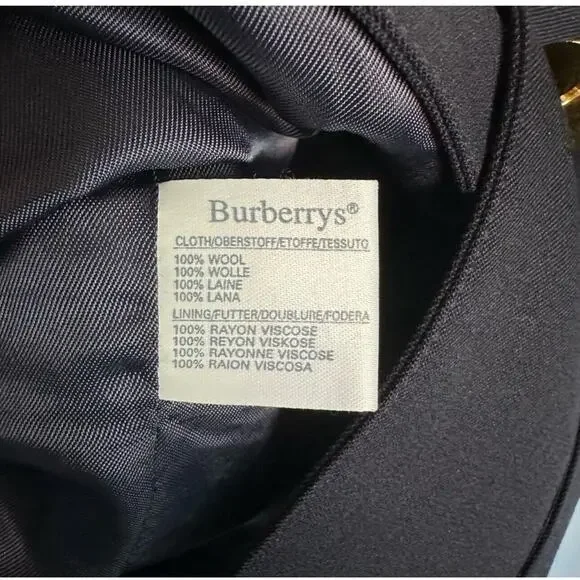 Burberrys®
CLOTH/OBERSTOFF/ETOFFE/TESSUTO
100% WOOL
100% WOLLE
100% LAINE
100% LANA
LINING/FUTTER/DOUBLURE/FODERA
100% RAYON VISCOSE
100% REYON VISKOSE
100% RAYONNE VISCOSE
100% RAION VISCOSA